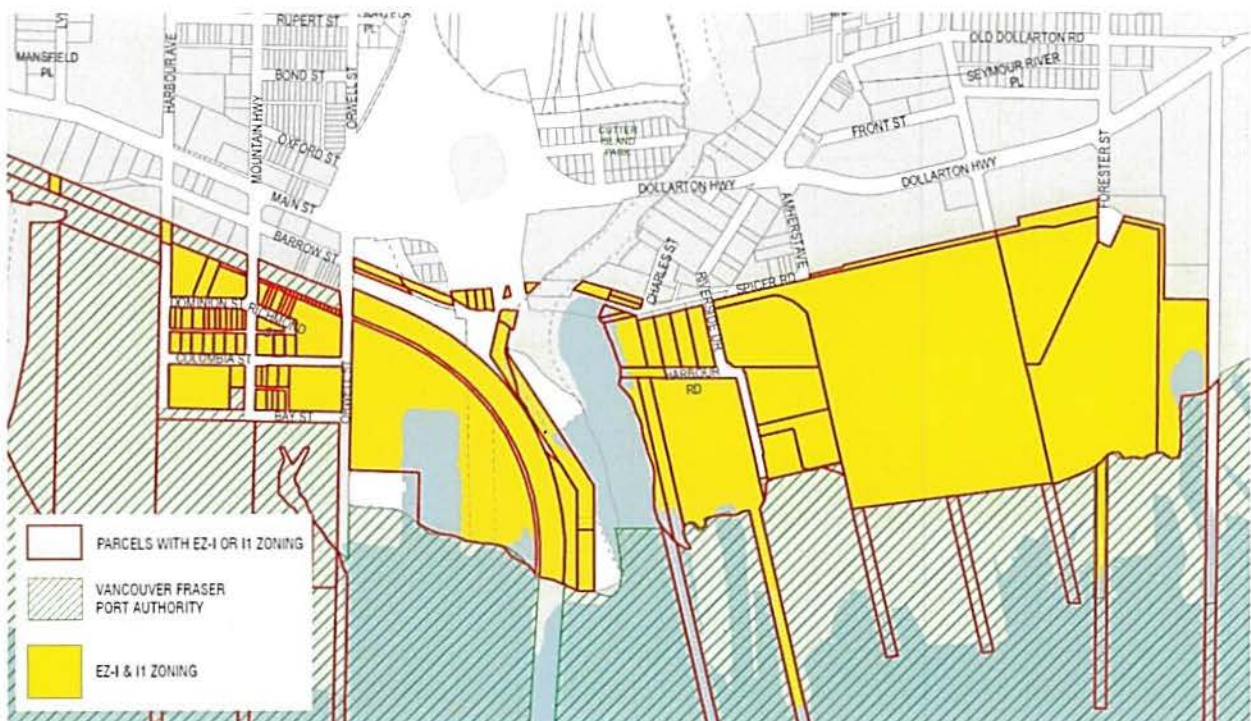 RUPERT ST
MANSFIELD
PL
HARBOUR AVE
MOUNTAIN HWY
BOND ST
ORWELL ST
OXFORD ST
MAIN ST
BARROW ST
DOMINION ST
RICHMOND
COLUMBIA ST
BAY ST
ORWELL ST
CUTTER
ISLAND
PARK
DOLLARTON HWY
OLD DOLLARTON RD
SEYMOUR RIVER
PL
FRONT ST
DOLLARTON HWY
FORESTER ST
AMHERST AVE
CHARLES ST
RIVERSIDE DR
SPICER RD
HARBOUR
RD
PARCELS WITH EZ-I OR I1 ZONING
VANCOUVER FRASER
PORT AUTHORITY
EZ-I & I1 ZONING